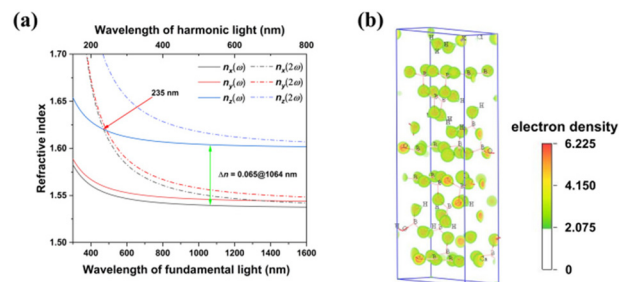 (a)
Wavelength of harmonic light (nm)
200 400 600 800
1.70
1.65
1.60
1.55
1.50
Refractive index
nx(ω) nx(2ω)
ny(ω) ny(2ω)
nz(ω) nz(2ω)
235 nm
Δn = 0.065@1064 nm
400 600 800 1000 1200 1400 1600
Wavelength of fundamental light (nm)
(b)
electron density
6.225
4.150
2.075
0